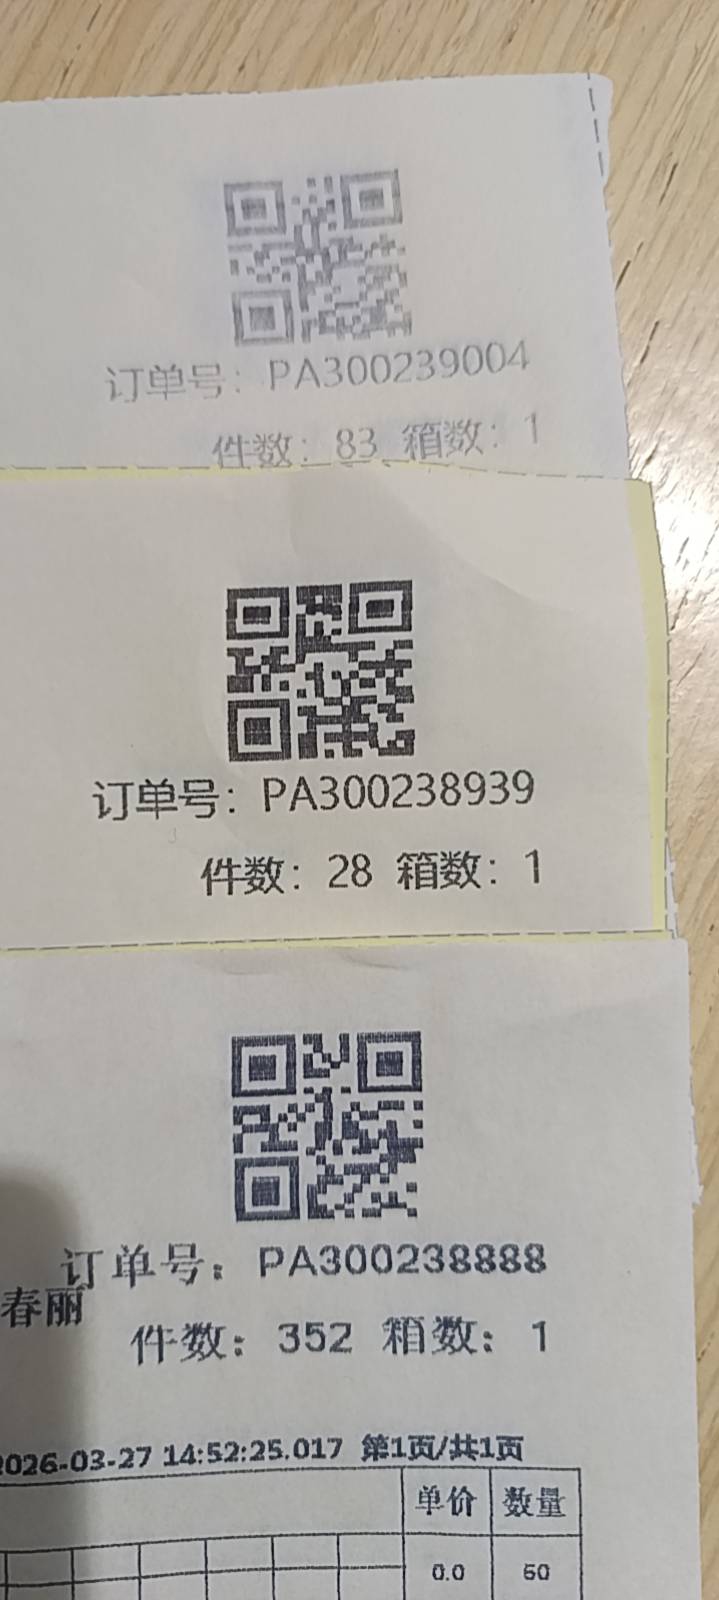 订单号：PA300239004
件数：83 箱数：1
订单号：PA300238939
件数：28 箱数：1
订单号：PA300238888
春丽
件数：352 箱数：1
2026-03-27 14:52:25.017 第1页/共1页
单价 数量
0.0 60